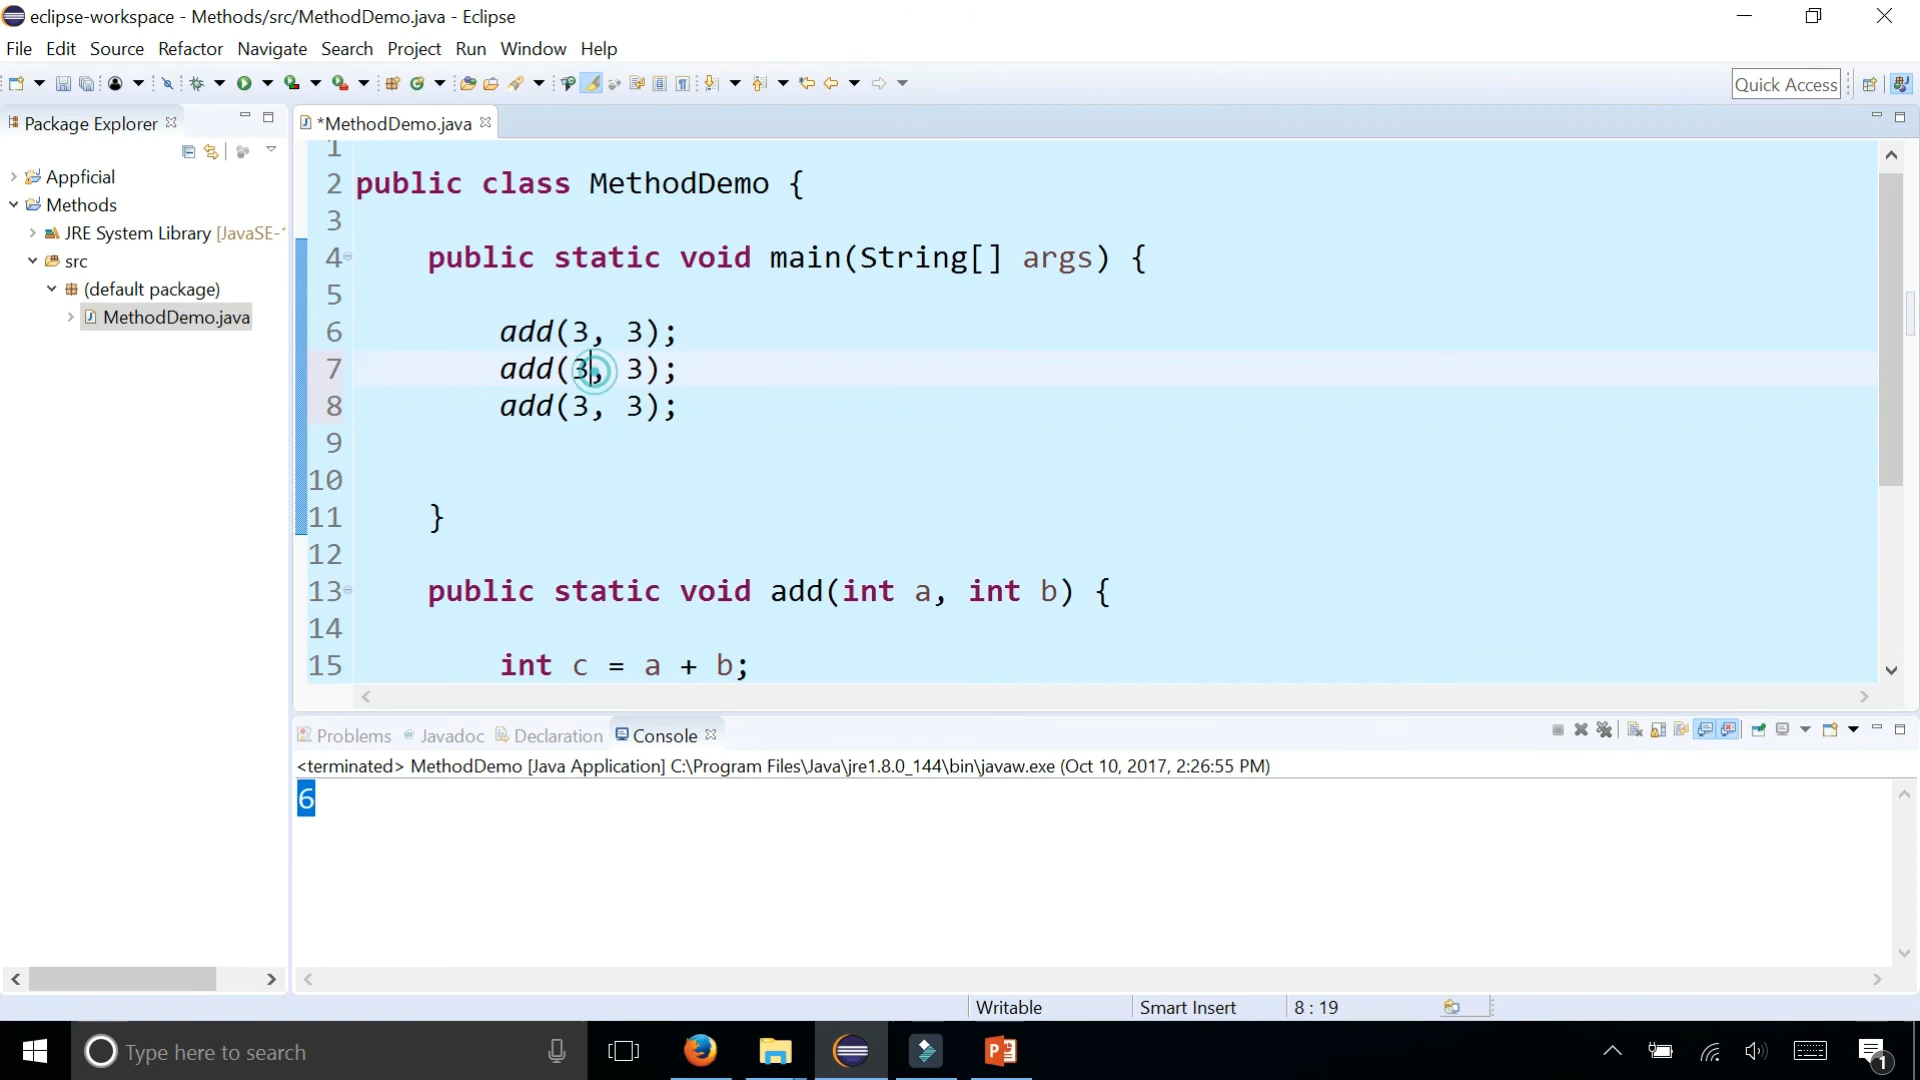 eclipse-workspace - Methods/src/MethodDemo.java - Eclipse
File Edit Source Refactor Navigate Search Project Run Window Help
Quick Access
Package Explorer
*MethodDemo.java
Appficial
Methods
JRE System Library [JavaSE-1
src
(default package)
MethodDemo.java
1
2 public class MethodDemo {
3
4 public static void main(String[] args) {
5
6 add(3, 3);
7 add(3, 3);
8 add(3, 3);
9
10
11 }
12
13 public static void add(int a, int b) {
14
15 int c = a + b;
Problems @ Javadoc Declaration Console
<terminated> MethodDemo [Java Application] C:\Program Files\Java\jre1.8.0_144\bin\javaw.exe (Oct 10, 2017, 2:26:55 PM)
6
Writable Smart Insert 8 : 19
Type here to search
1